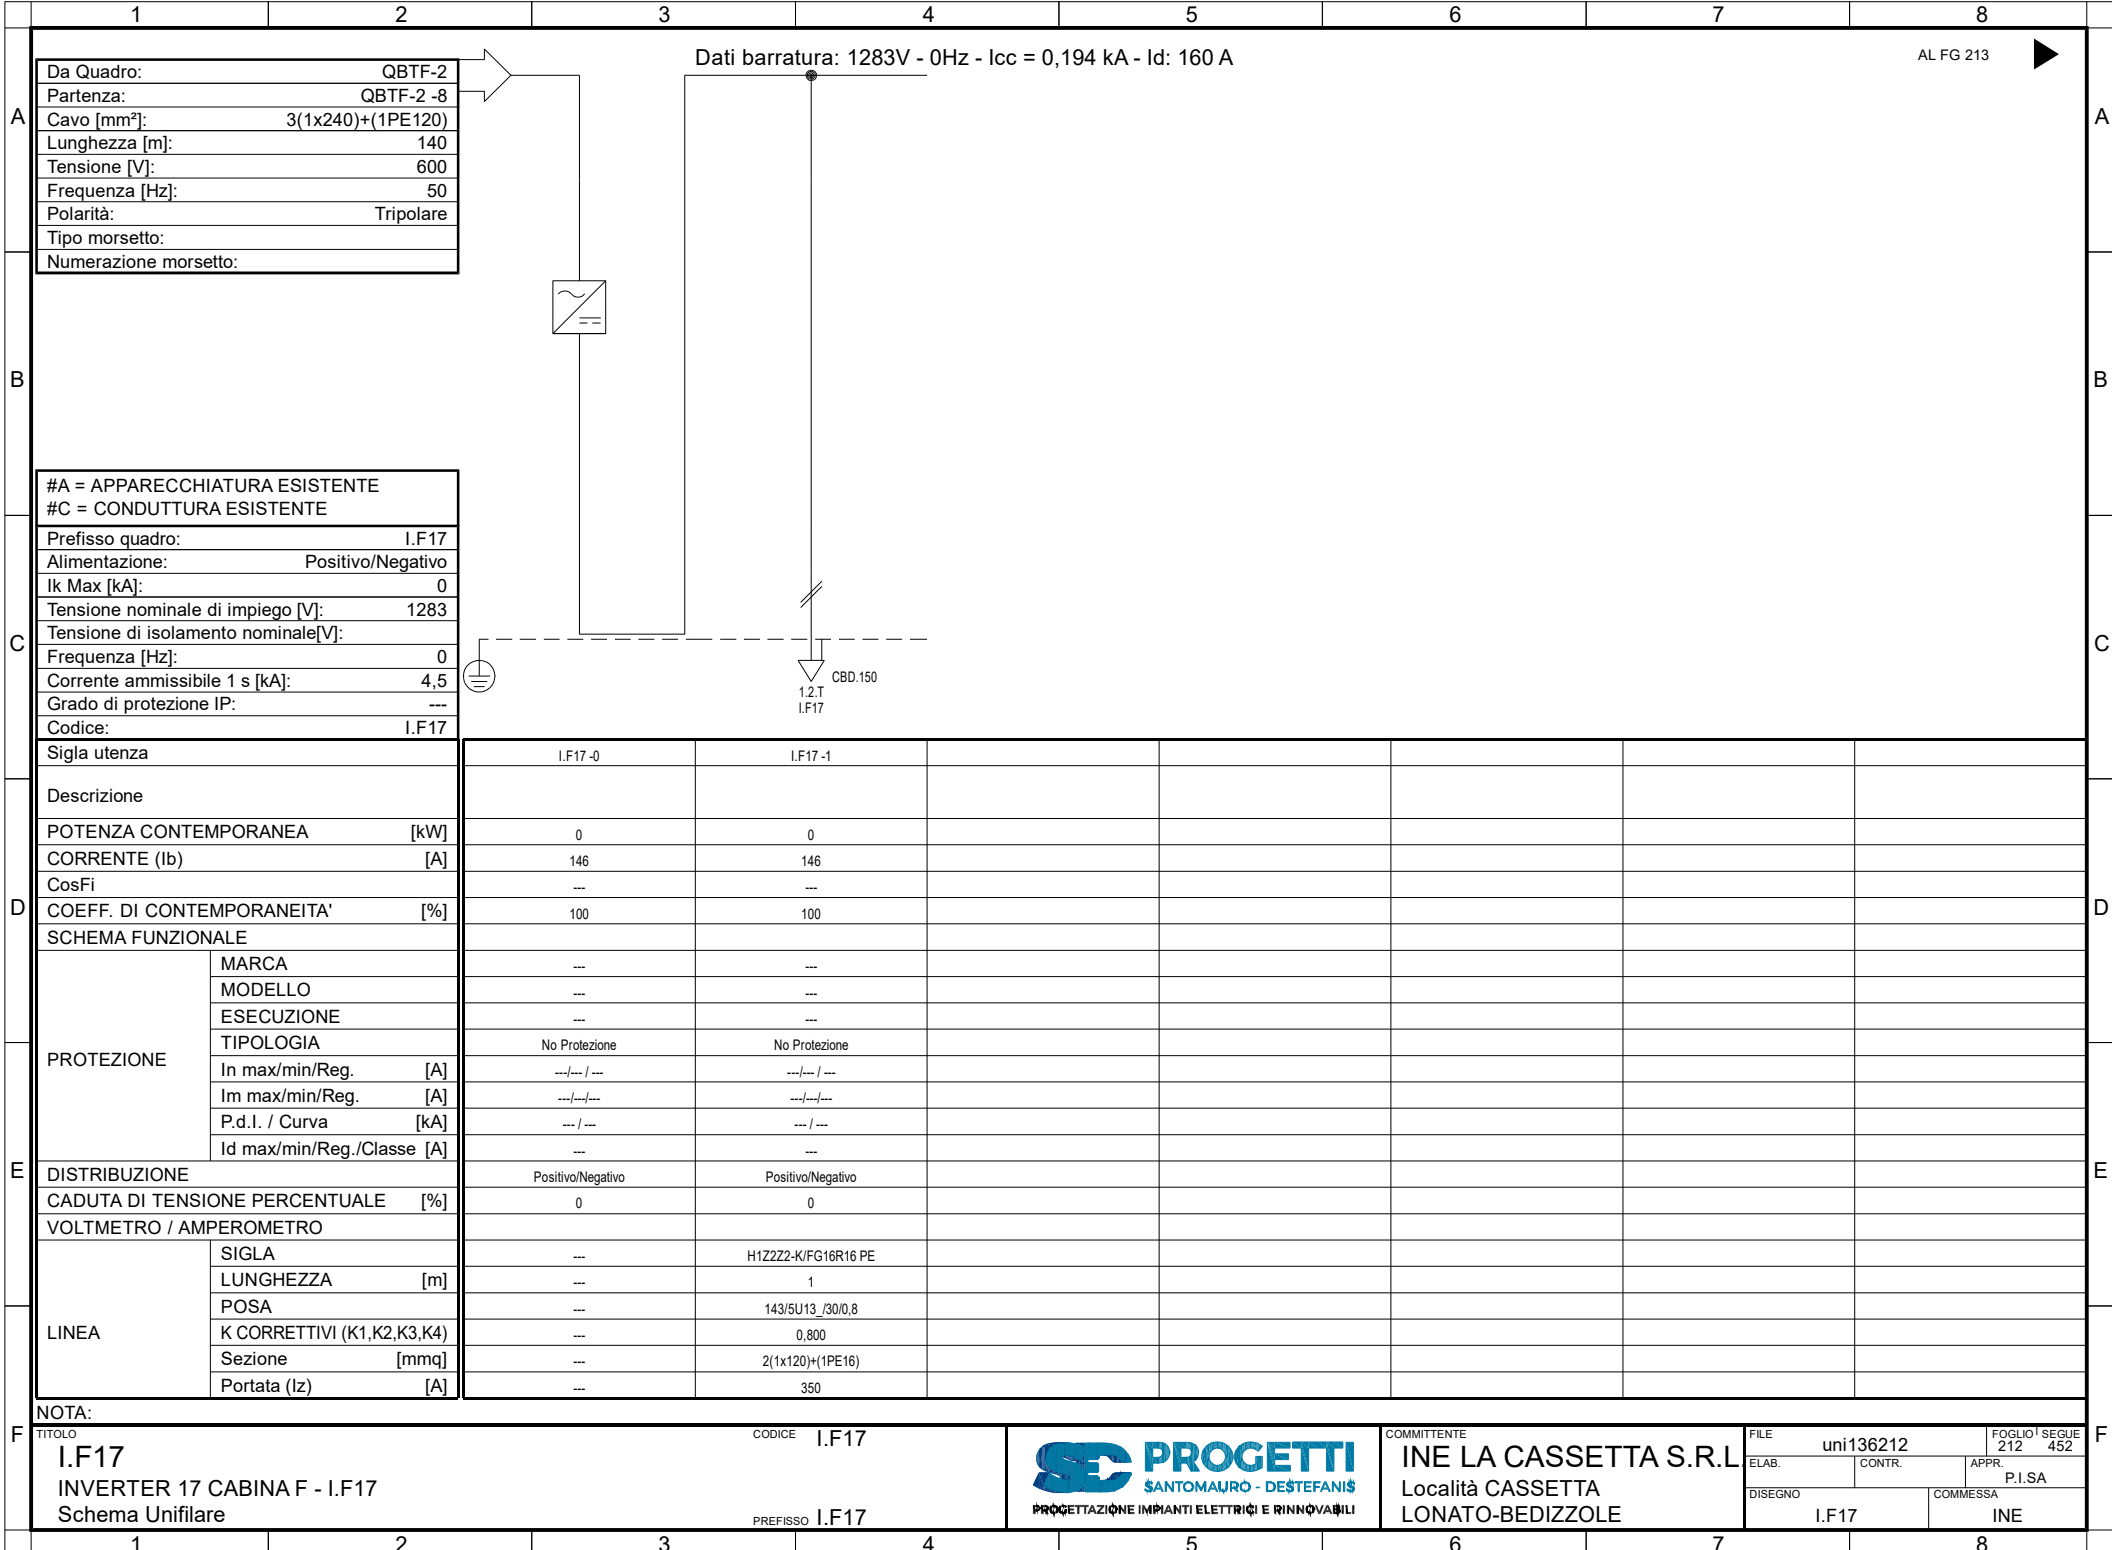 1 2 3 4 5 6 7 8
Dati barratura: 1283V - 0Hz - Icc = 0,194 kA - Id: 160 A
AL FG 213
Da Quadro: QBTF-2
Partenza: QBTF-2 -8
Cavo [mm²]: 3(1x240)+(1PE120)
Lunghezza [m]: 140
Tensione [V]: 600
Frequenza [Hz]: 50
Polarità: Tripolare
Tipo morsetto:
Numerazione morsetto:
A A
B B
#A = APPARECCHIATURA ESISTENTE
#C = CONDUTTURA ESISTENTE
Prefisso quadro: I.F17
Alimentazione: Positivo/Negativo
Ik Max [kA]: 0
Tensione nominale di impiego [V]: 1283
Tensione di isolamento nominale[V]:
Frequenza [Hz]: 0
Corrente ammissibile 1 s [kA]: 4,5
Grado di protezione IP: ---
Codice: I.F17
C C
CBD.150
1.2.T
I.F17
Sigla utenza I.F17 -0 I.F17 -1
Descrizione
POTENZA CONTEMPORANEA [kW] 0 0
CORRENTE (Ib) [A] 146 146
CosFi --- ---
D COEFF. DI CONTEMPORANEITA' [%] 100 100 D
SCHEMA FUNZIONALE
PROTEZIONE
MARCA --- ---
MODELLO --- ---
ESECUZIONE --- ---
TIPOLOGIA No Protezione No Protezione
In max/min/Reg. [A] ---/--- / --- ---/--- / ---
Im max/min/Reg. [A] ---/---/--- ---/---/---
P.d.I. / Curva [kA] --- / --- --- / ---
Id max/min/Reg./Classe [A] --- ---
E DISTRIBUZIONE Positivo/Negativo Positivo/Negativo E
CADUTA DI TENSIONE PERCENTUALE [%] 0 0
VOLTMETRO / AMPEROMETRO
LINEA
SIGLA --- H1Z2Z2-K/FG16R16 PE
LUNGHEZZA [m] --- 1
POSA --- 143/5U13_/30/0,8
K CORRETTIVI (K1,K2,K3,K4) --- 0,800
Sezione [mmq] --- 2(1x120)+(1PE16)
Portata (Iz) [A] --- 350
NOTA:
F F
TITOLO
I.F17
INVERTER 17 CABINA F - I.F17
Schema Unifilare
CODICE I.F17
PREFISSO I.F17
PROGETTI
SANTOMAURO - DESTEFANIS
PROGETTAZIONE IMPIANTI ELETTRICI E RINNOVABILI
COMMITTENTE
INE LA CASSETTA S.R.L.
Località CASSETTA
LONATO-BEDIZZOLE
FILE uni136212
FOGLIO 212 SEGUE 452
ELAB. CONTR. APPR. P.I.SA
DISEGNO I.F17
COMMESSA INE
1 2 3 4 5 6 7 8